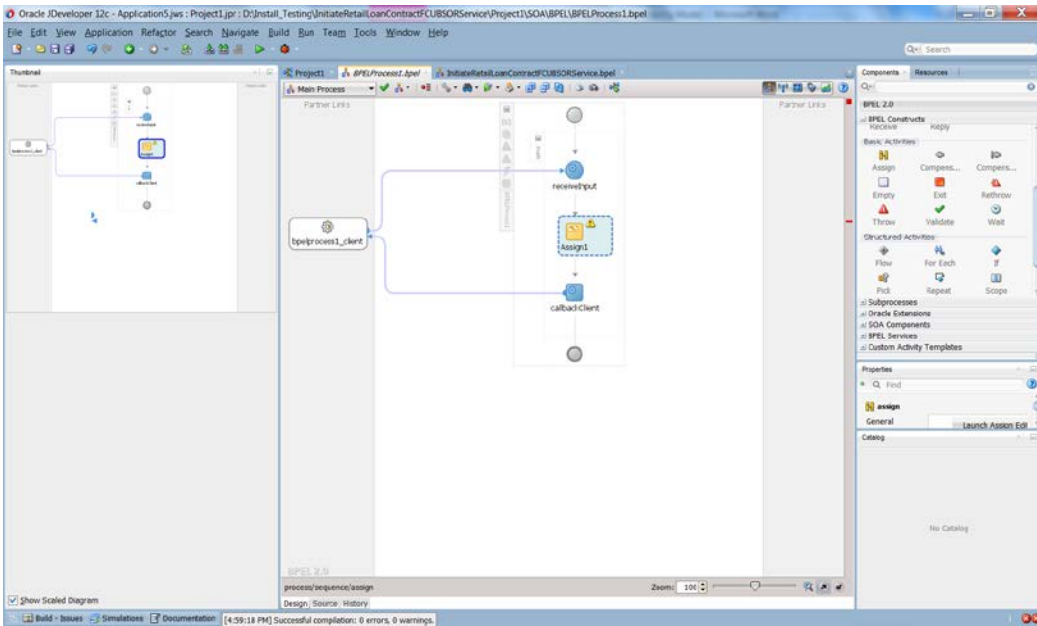 Oracle JDeveloper 12c - Application5.jws : Project1.jpr : D:\Install_Testing\InitiateRetailLoanContractFCUBSORService\Project1\SOA\BPEL\BPELProcess1.bpel
File Edit View Application Refactor Search Navigate Build Run Team Tools Window Help
Search
Thumbnail
Project1 BPELProcess1.bpel InitiateRetailLoanContractFCUBSORService.bpel
Main Process
Partner Links
Partner Links
receiveInput
bpelprocess1_client
Assign1
callbackClient
BPEL 2.0
process/sequence/assign
Zoom: 100
Design Source History
Show Scaled Diagram
Components Resources
BPEL 2.0
BPEL Constructs
Receive Reply
Basic Activities
Assign Compens... Compens...
Empty Exit Rethrow
Throw Validate Wait
Structured Activities
Flow For Each If
Pick Repeat Scope
Subprocesses
Oracle Extensions
SOA Components
BPEL Services
Custom Activity Templates
Properties
Find
assign
General Launch Assign Edi
Catalog
No Catalog
Build - Issues Simulations Documentation [4:59:18 PM] Successful compilation: 0 errors, 0 warnings.